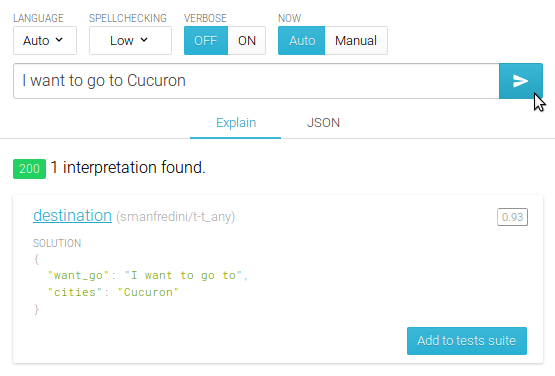 LANGUAGE SPELLCHECKING VERBOSE NOW
Auto Low OFF ON Auto Manual
I want to go to Cucuron
Explain JSON
200 1 interpretation found.
destination (smanfredini/t-t_any) 0.93
SOLUTION
{
"want_go": "I want to go to",
"cities": "Cucuron"
}
Add to tests suite